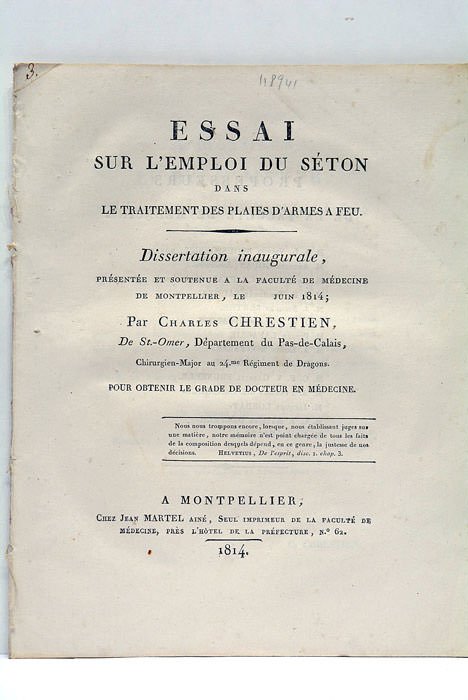 3.
11894
ESSAI
SUR L'EMPLOI DU SÉTON
DANS
LE TRAITEMENT DES PLAIES D'ARMES A FEU.
Dissertation inaugurale,
PRÉSENTÉE ET SOUTENUE A LA FACULTÉ DE MÉDECINE
DE MONTPELLIER, LE JUIN 1814;
Par CHARLES CHRESTIEN,
De St.-Omer, Département du Pas-de-Calais,
Chirurgien-Major au 24.me Régiment de Dragons.
POUR OBTENIR LE GRADE DE DOCTEUR EN MÉDECINE.
Nous nous trompons encore, lorsque, nous établissant juges sur
une matière, notre mémoire n'est point chargée de tous les faits
de la composition desquels dépend, en ce genre, la justesse de nos
décisions. HELVETIUS, De l'esprit, disc. 1. chap. 3.
A MONTPELLIER,
CHEZ JEAN MARTEL AINÉ, SEUL IMPRIMEUR DE LA FACULTÉ DE
MÉDECINE, PRÈS L'HÔTEL DE LA PRÉFECTURE, N.º 62.
1814.